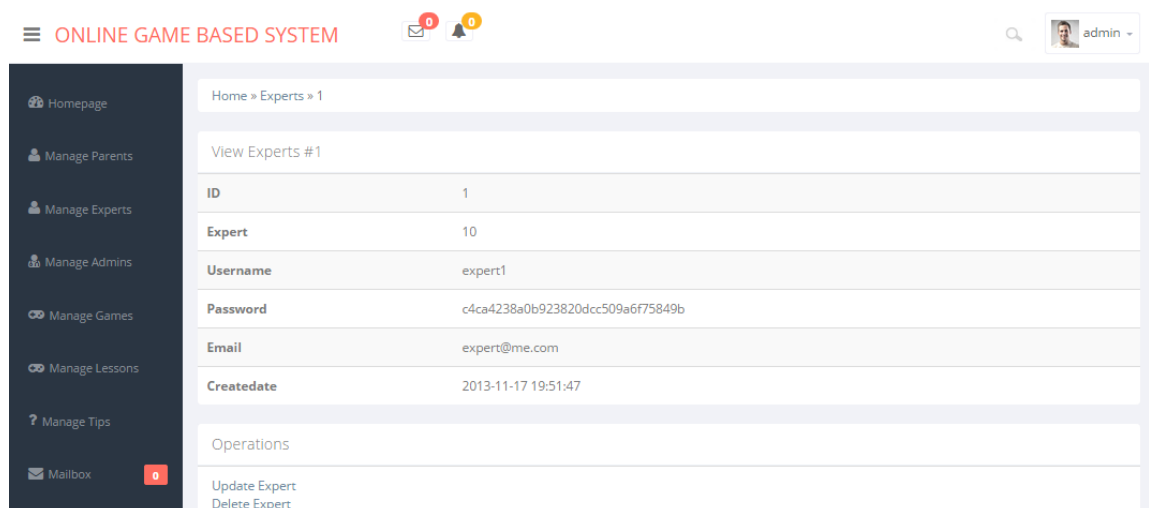 ONLINE GAME BASED SYSTEM
0
0
admin
Homepage
Manage Parents
Manage Experts
Manage Admins
Manage Games
Manage Lessons
? Manage Tips
Mailbox 0
Home » Experts » 1
View Experts #1
ID 1
Expert 10
Username expert1
Password c4ca4238a0b923820dcc509a6f75849b
Email expert@me.com
Createdate 2013-11-17 19:51:47
Operations
Update Expert
Delete Expert